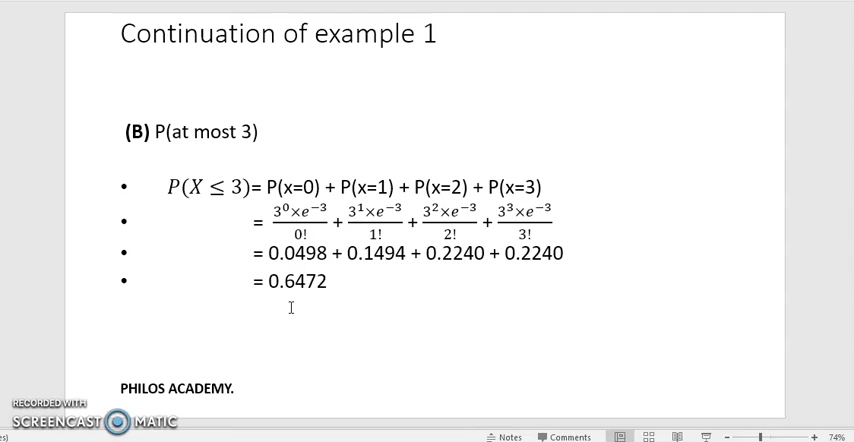 Continuation of example 1
(B) P(at most 3)
• P(X ≤ 3)= P(x=0) + P(x=1) + P(x=2) + P(x=3)
• = 3⁰×e⁻³/0! + 3¹×e⁻³/1! + 3²×e⁻³/2! + 3³×e⁻³/3!
• = 0.0498 + 0.1494 + 0.2240 + 0.2240
• = 0.6472
PHILOS ACADEMY.
RECORDED WITH
SCREENCAST MATIC
es) Notes Comments 74%